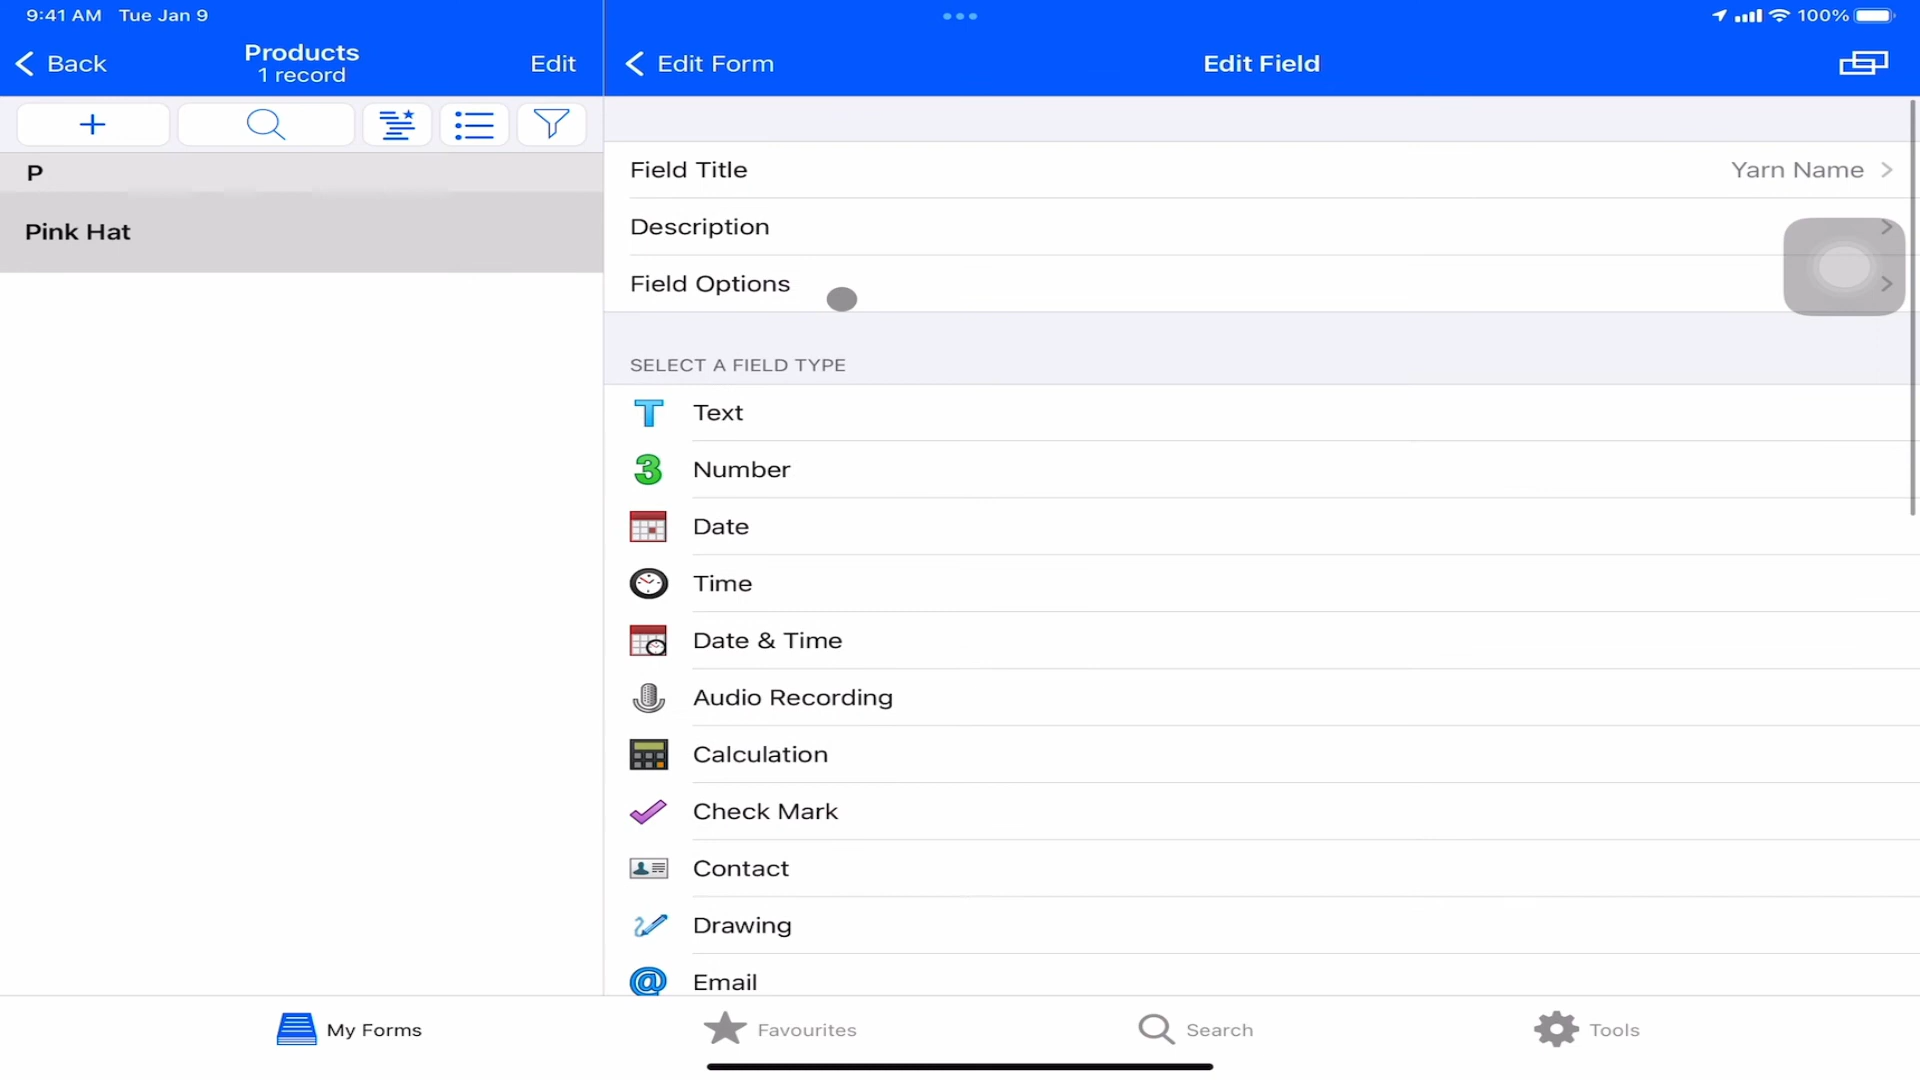 9:41 AM Tue Jan 9
100%
Back
Products
1 record
Edit
Edit Form
Edit Field
P
Pink Hat
Field Title
Yarn Name
Description
Field Options
SELECT A FIELD TYPE
Text
Number
Date
Time
Date & Time
Audio Recording
Calculation
Check Mark
Contact
Drawing
Email
My Forms
Favourites
Search
Tools